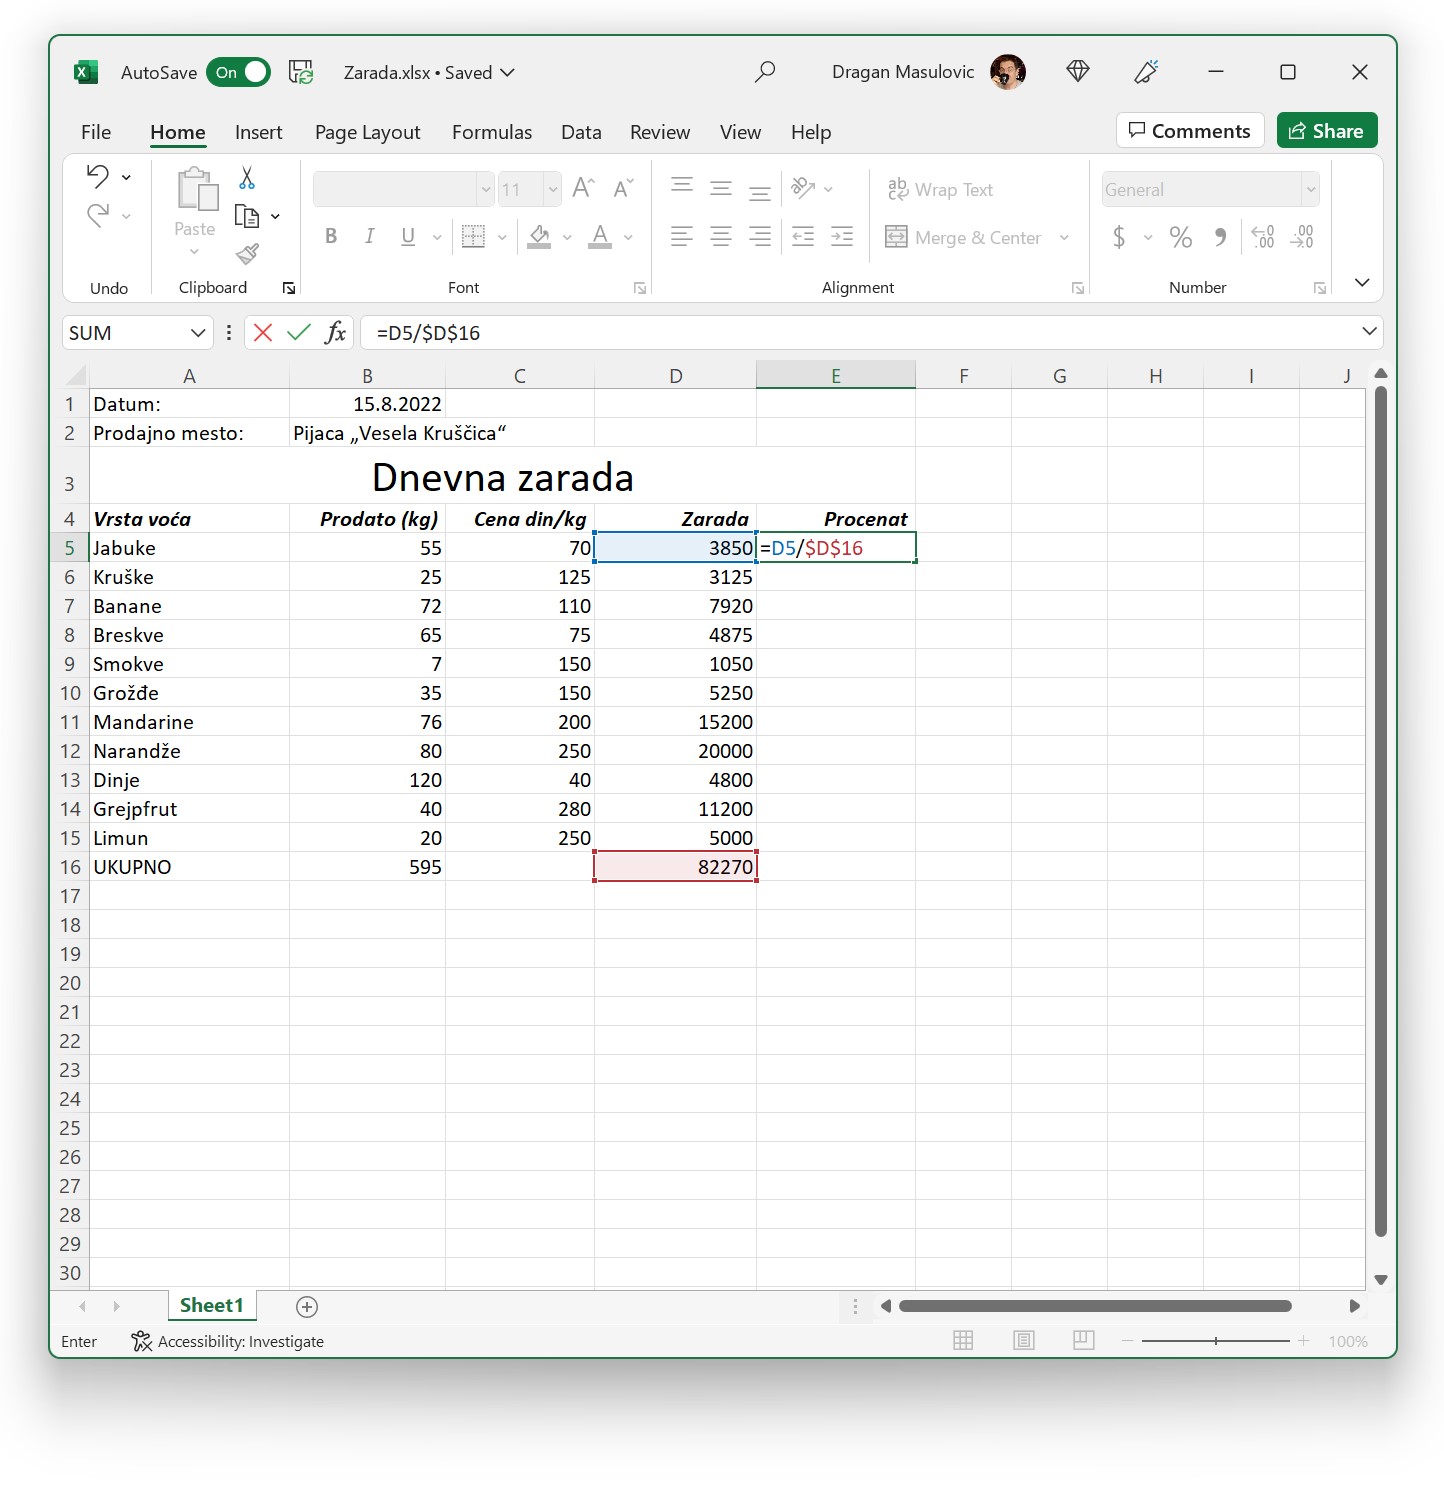 AutoSave On Zarada.xlsx • Saved Dragan Masulovic
File Home Insert Page Layout Formulas Data Review View Help Comments Share
11 A A ab Wrap Text General
Paste B I U A Merge & Center $ % 9 .00 .00
Undo Clipboard Font Alignment Number
SUM fx =D5/$D$16
A B C D E F G H I J
1 Datum: 15.8.2022
2 Prodajno mesto: Pijaca „Vesela Kruščica“
3 Dnevna zarada
4 Vrsta voća Prodato (kg) Cena din/kg Zarada Procenat
5 Jabuke 55 70 3850 =D5/$D$16
6 Kruške 25 125 3125
7 Banane 72 110 7920
8 Breskve 65 75 4875
9 Smokve 7 150 1050
10 Grožđe 35 150 5250
11 Mandarine 76 200 15200
12 Narandže 80 250 20000
13 Dinje 120 40 4800
14 Grejpfrut 40 280 11200
15 Limun 20 250 5000
16 UKUPNO 595 82270
17
18
19
20
21
22
23
24
25
26
27
28
29
30
Sheet1
Enter Accessibility: Investigate 100%